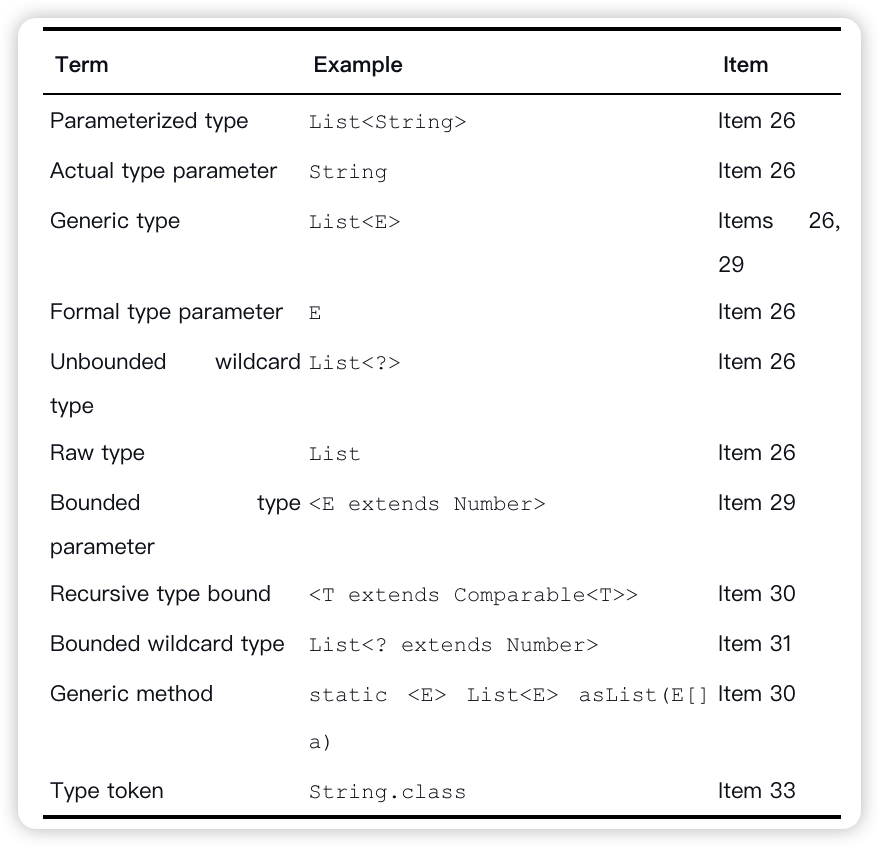 Term Example Item
Parameterized type List<String> Item 26
Actual type parameter String Item 26
Generic type List<E> Items 26,
29
Formal type parameter E Item 26
Unbounded wildcard List<?> Item 26
type
Raw type List Item 26
Bounded type <E extends Number> Item 29
parameter
Recursive type bound <T extends Comparable<T>> Item 30
Bounded wildcard type List<? extends Number> Item 31
Generic method static <E> List<E> asList(E[] Item 30
a)
Type token String.class Item 33